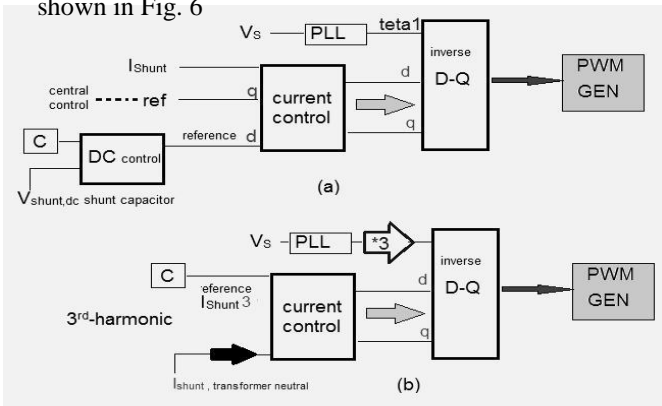 shown in Fig. 6
Vs PLL teta1
inverse
D-Q
PWM
GEN
IShunt
central
control
ref
q
current
control
d
q
C
DC control
reference d
Vshunt,dc shunt capacitor
(a)
Vs PLL *3
inverse
D-Q
PWM
GEN
C
reference
IShunt 3
3rd-harmonic
current
control
d
q
Ishunt , transformer neutral
(b)